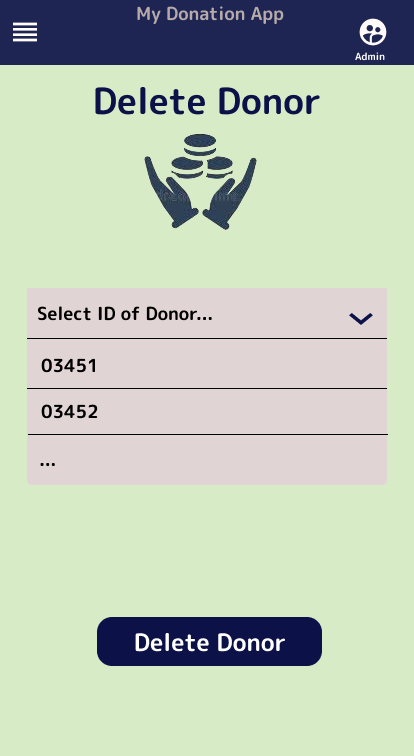 My Donation App
Admin
Delete Donor
Select ID of Donor...
03451
03452
...
Delete Donor